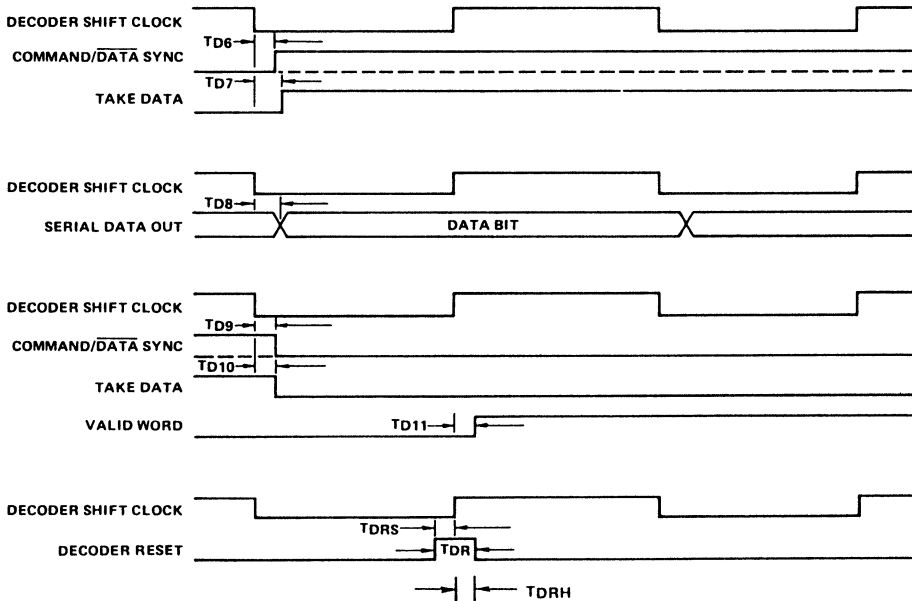 DECODER SHIFT CLOCK
TD6
COMMAND/DATA SYNC
TD7
TAKE DATA
DECODER SHIFT CLOCK
TD8
SERIAL DATA OUT
DATA BIT
DECODER SHIFT CLOCK
TD9
COMMAND/DATA SYNC
TD10
TAKE DATA
VALID WORD
TD11
DECODER SHIFT CLOCK
TDRS
DECODER RESET
TDR
TDRH